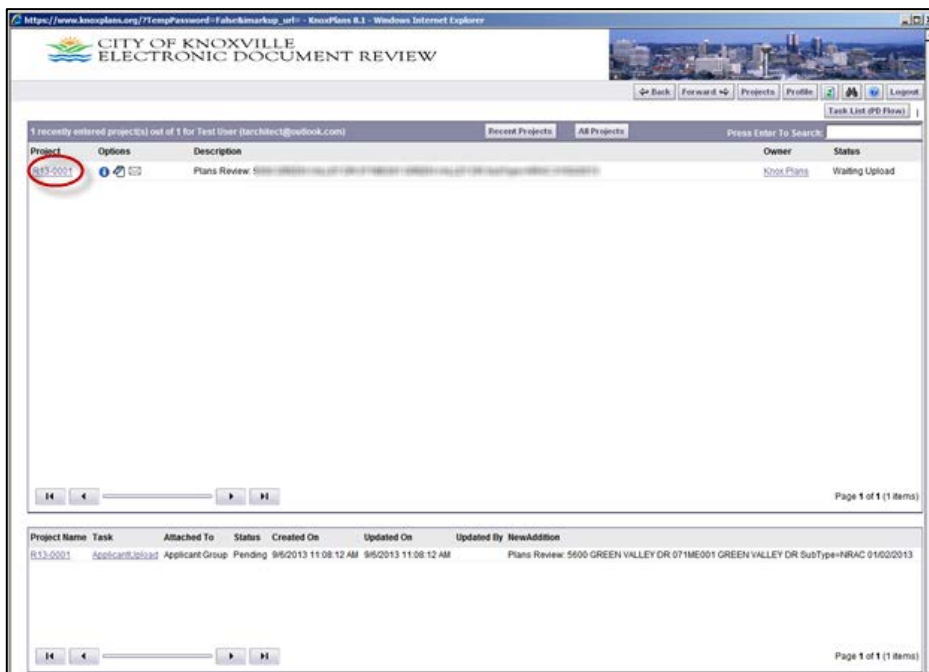 https://www.knoxplans.org/?TempPassword=False&imarkup_url= - KnoxPlans 8.1 - Windows Internet Explorer
CITY OF KNOXVILLE
ELECTRONIC DOCUMENT REVIEW
Back Forward Projects Profile Logout
Task List (PD Flow)
1 recently entered project(s) out of 1 for Test User (tarchitect@outlook.com) Recent Projects All Projects Press Enter To Search:
Project Options Description Owner Status
R13-0001 Plans Review: Knox Plans Waiting Upload
Page 1 of 1 (1 items)
Project Name Task Attached To Status Created On Updated On Updated By NewAddition
R13-0001 ApplicantUpload Applicant Group Pending 9/6/2013 11:08:12 AM 9/6/2013 11:08:12 AM Plans Review: 5600 GREEN VALLEY DR 071ME001 GREEN VALLEY DR SubType=NRAC 01/02/2013
Page 1 of 1 (1 items)